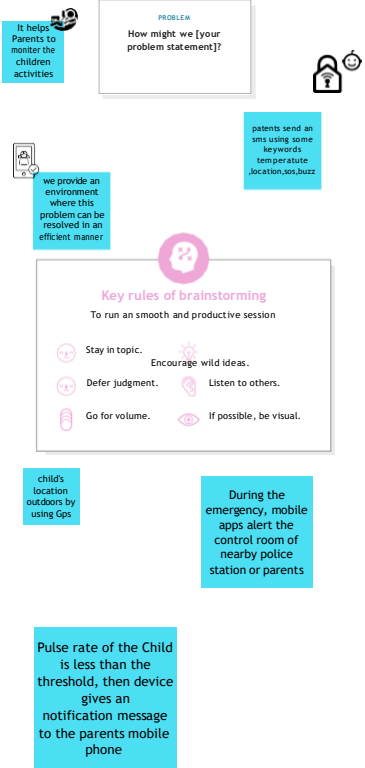 It helps
Parents to
moniter the
children
activities
PROBLEM
How might we [your
problem statement]?
patents send an
sms using some
keywords
temperatute
,location,sos,buzz
we provide an
environment
where this
problem can be
resolved in an
efficient manner
Key rules of brainstorming
To run an smooth and productive session
Stay in topic.
Encourage wild ideas.
Defer judgment.
Listen to others.
Go for volume.
If possible, be visual.
child's
location
outdoors by
using Gps
During the
emergency, mobile
apps alert the
control room of
nearby police
station or parents
Pulse rate of the Child
is less than the
threshold, then device
gives an
notification message
to the parents mobile
phone